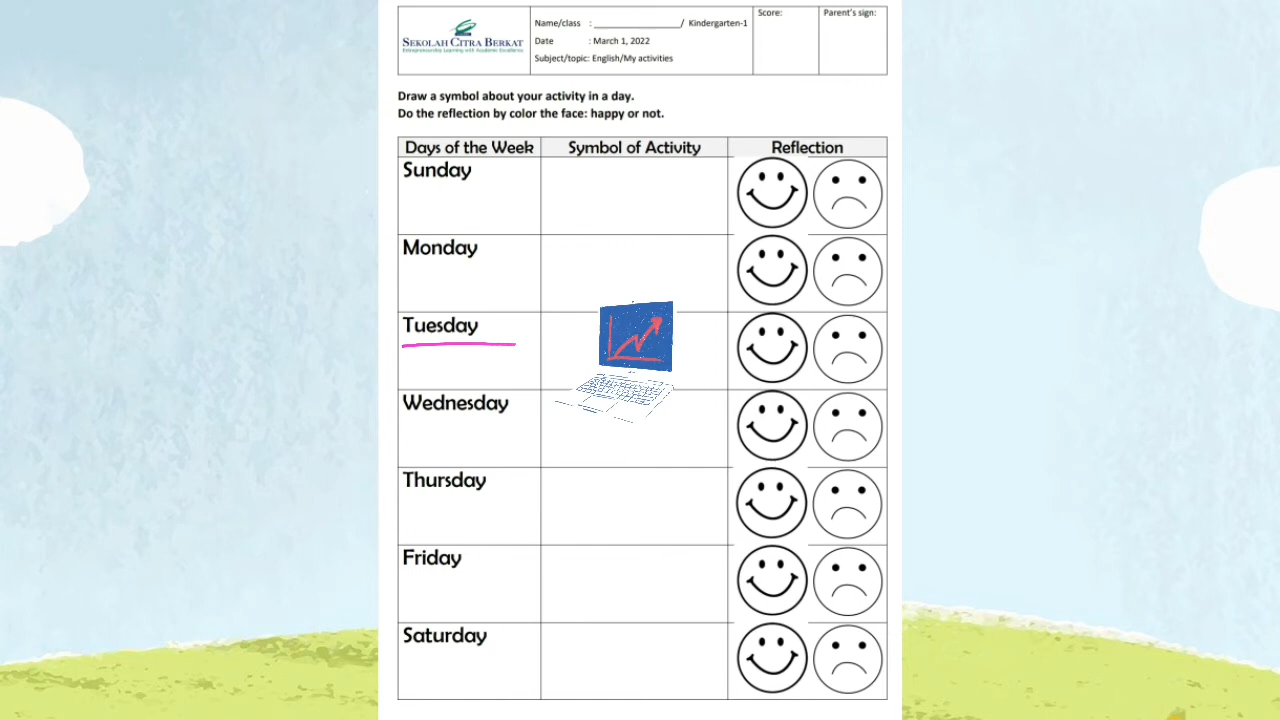 SEKOLAH CITRA BERKAT
Entrepreneurship Learning with Academic Excellence
Name/class : _________________/ Kindergarten-1
Date : March 1, 2022
Subject/topic: English/My activities
Score:
Parent's sign:
Draw a symbol about your activity in a day.
Do the reflection by color the face: happy or not.
Days of the Week Symbol of Activity Reflection
Sunday
Monday
Tuesday
Wednesday
Thursday
Friday
Saturday